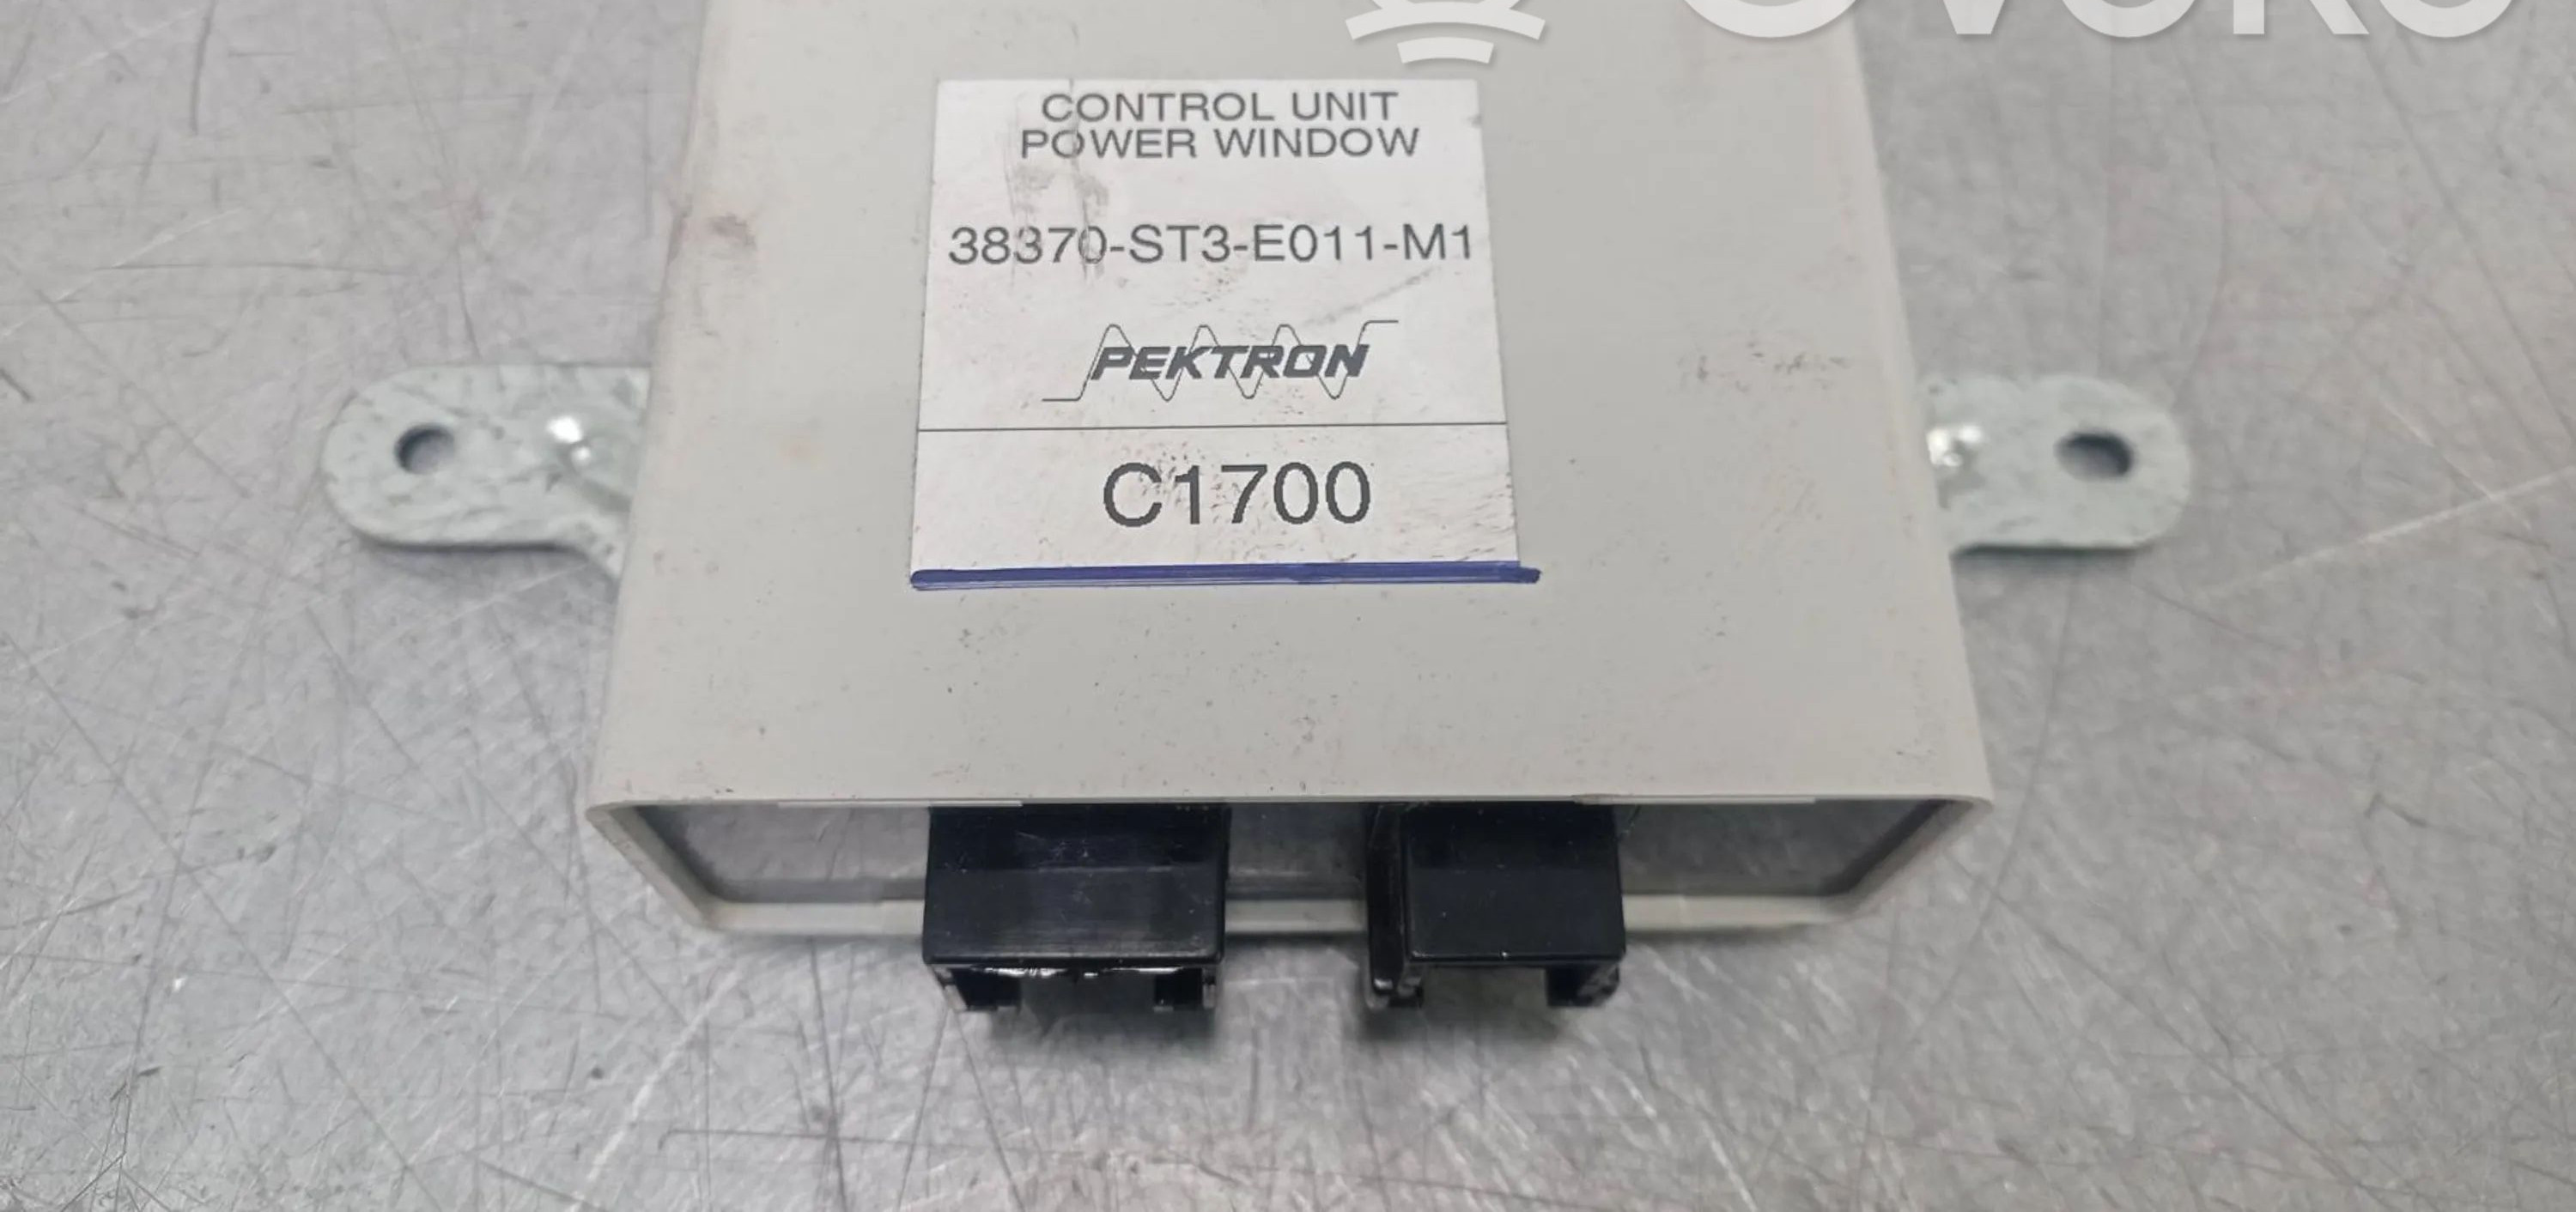 CONTROL UNIT
POWER WINDOW
38370-ST3-E011-M1
PEKTRON
C1700